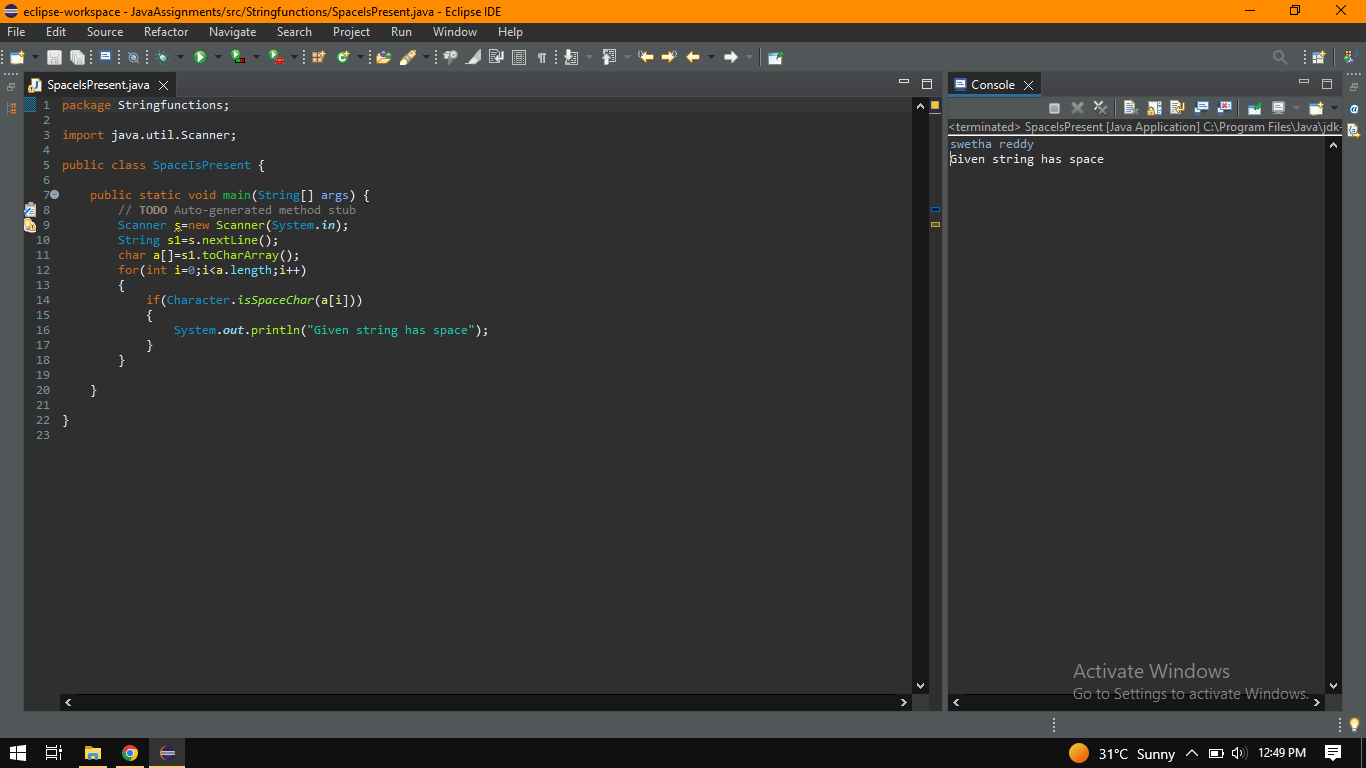 eclipse-workspace - JavaAssignments/src/Stringfunctions/SpaceIsPresent.java - Eclipse IDE
File Edit Source Refactor Navigate Search Project Run Window Help
SpaceIsPresent.java
1 package Stringfunctions;
2
3 import java.util.Scanner;
4
5 public class SpaceIsPresent {
6
7 public static void main(String[] args) {
8 // TODO Auto-generated method stub
9 Scanner s=new Scanner(System.in);
10 String s1=s.nextLine();
11 char a[]=s1.toCharArray();
12 for(int i=0;i<a.length;i++)
13 {
14 if(Character.isSpaceChar(a[i]))
15 {
16 System.out.println("Given string has space");
17 }
18 }
19
20 }
21
22 }
23
Console
<terminated> SpaceIsPresent [Java Application] C:\Program Files\Java\jdk-
swetha reddy
Given string has space
Activate Windows
Go to Settings to activate Windows.
31°C Sunny 12:49 PM